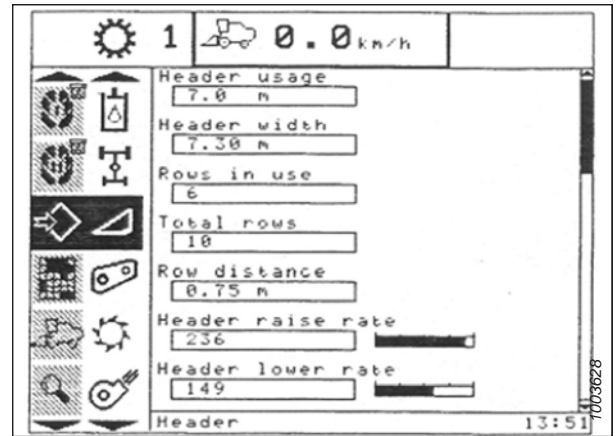 1
0.0 km/h
Header usage
7.0 m
Header width
7.30 m
Rows in use
6
Total rows
10
Row distance
0.75 m
Header raise rate
236
Header lower rate
149
Header
13:51
1003628